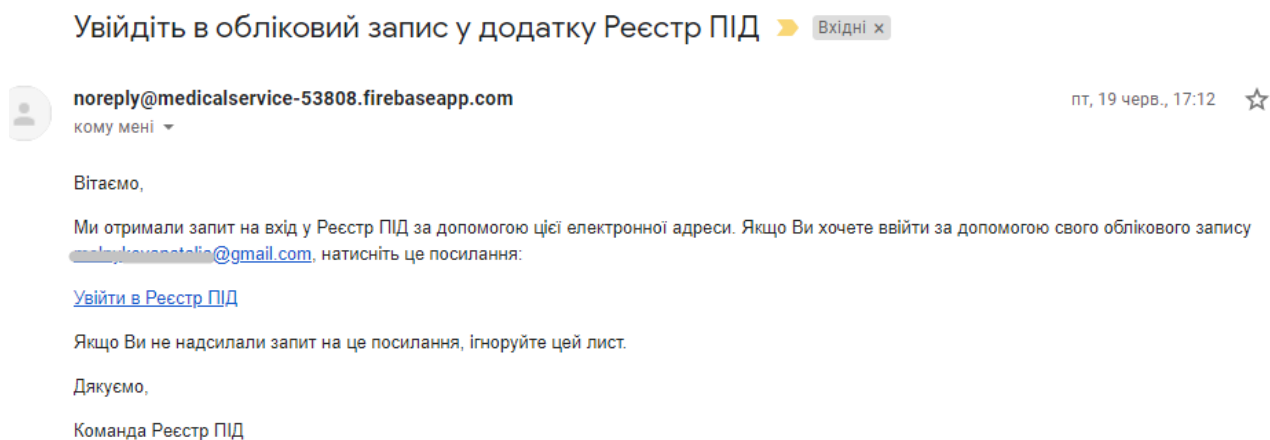 Увійдіть в обліковий запис у додатку Реєстр ПІД Вхідні ×
noreply@medicalservice-53808.firebaseapp.com пт, 19 черв., 17:12
кому мені
Вітаємо,
Ми отримали запит на вхід у Реєстр ПІД за допомогою цієї електронної адреси. Якщо Ви хочете ввійти за допомогою свого облікового запису
@gmail.com, натисніть це посилання:
Увійти в Реєстр ПІД
Якщо Ви не надсилали запит на це посилання, ігноруйте цей лист.
Дякуємо,
Команда Реєстр ПІД